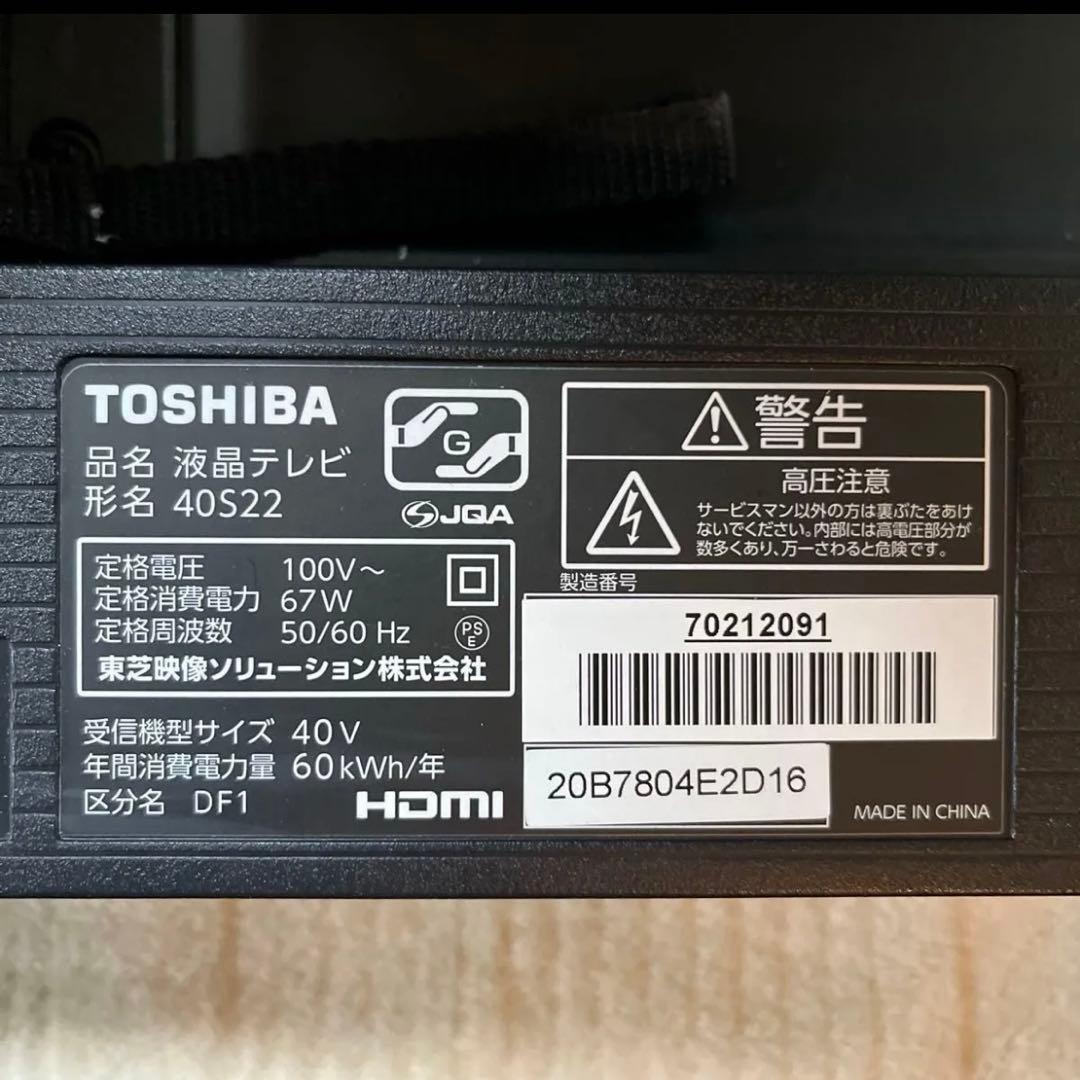 TOSHIBA
品名 液晶テレビ
形名 40S22
G
JQA
定格電圧 100V～
定格消費電力 67W
定格周波数 50/60 Hz
PS
E
東芝映像ソリューション株式会社
受信機型サイズ 40V
年間消費電力量 60kWh/年
区分名 DF1
HDMI
警告
高圧注意
サービスマン以外の方は裏ぶたをあけ
ないでください。内部には高電圧部分が
数多くあり、万一さわると危険です。
製造番号
70212091
20B7804E2D16
MADE IN CHINA